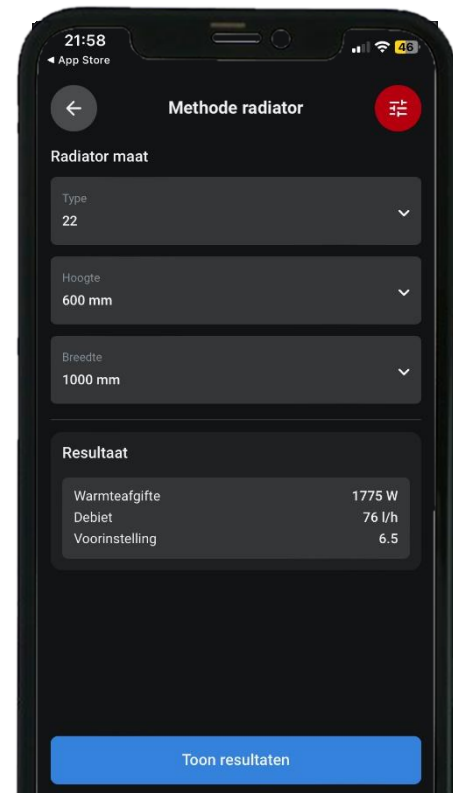 21:58
46
App Store
Methode radiator
Radiator maat
Type
22
Hoogte
600 mm
Breedte
1000 mm
Resultaat
Warmteafgifte 1775 W
Debiet 76 l/h
Voorinstelling 6.5
Toon resultaten